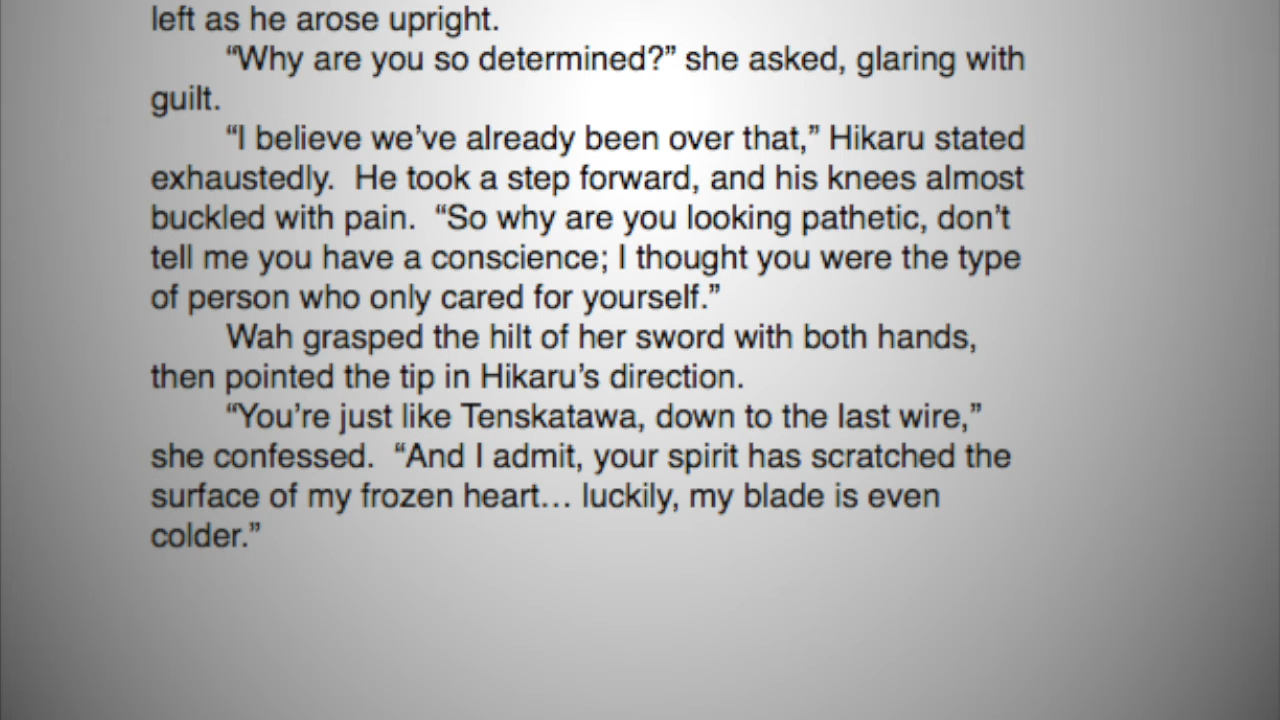 left as he arose upright.
“Why are you so determined?” she asked, glaring with
guilt.
“I believe we’ve already been over that,” Hikaru stated
exhaustedly.  He took a step forward, and his knees almost
buckled with pain.  “So why are you looking pathetic, don’t
tell me you have a conscience; I thought you were the type
of person who only cared for yourself.”
Wah grasped the hilt of her sword with both hands,
then pointed the tip in Hikaru’s direction.
“You’re just like Tenskatawa, down to the last wire,”
she confessed.  “And I admit, your spirit has scratched the
surface of my frozen heart… luckily, my blade is even
colder.”